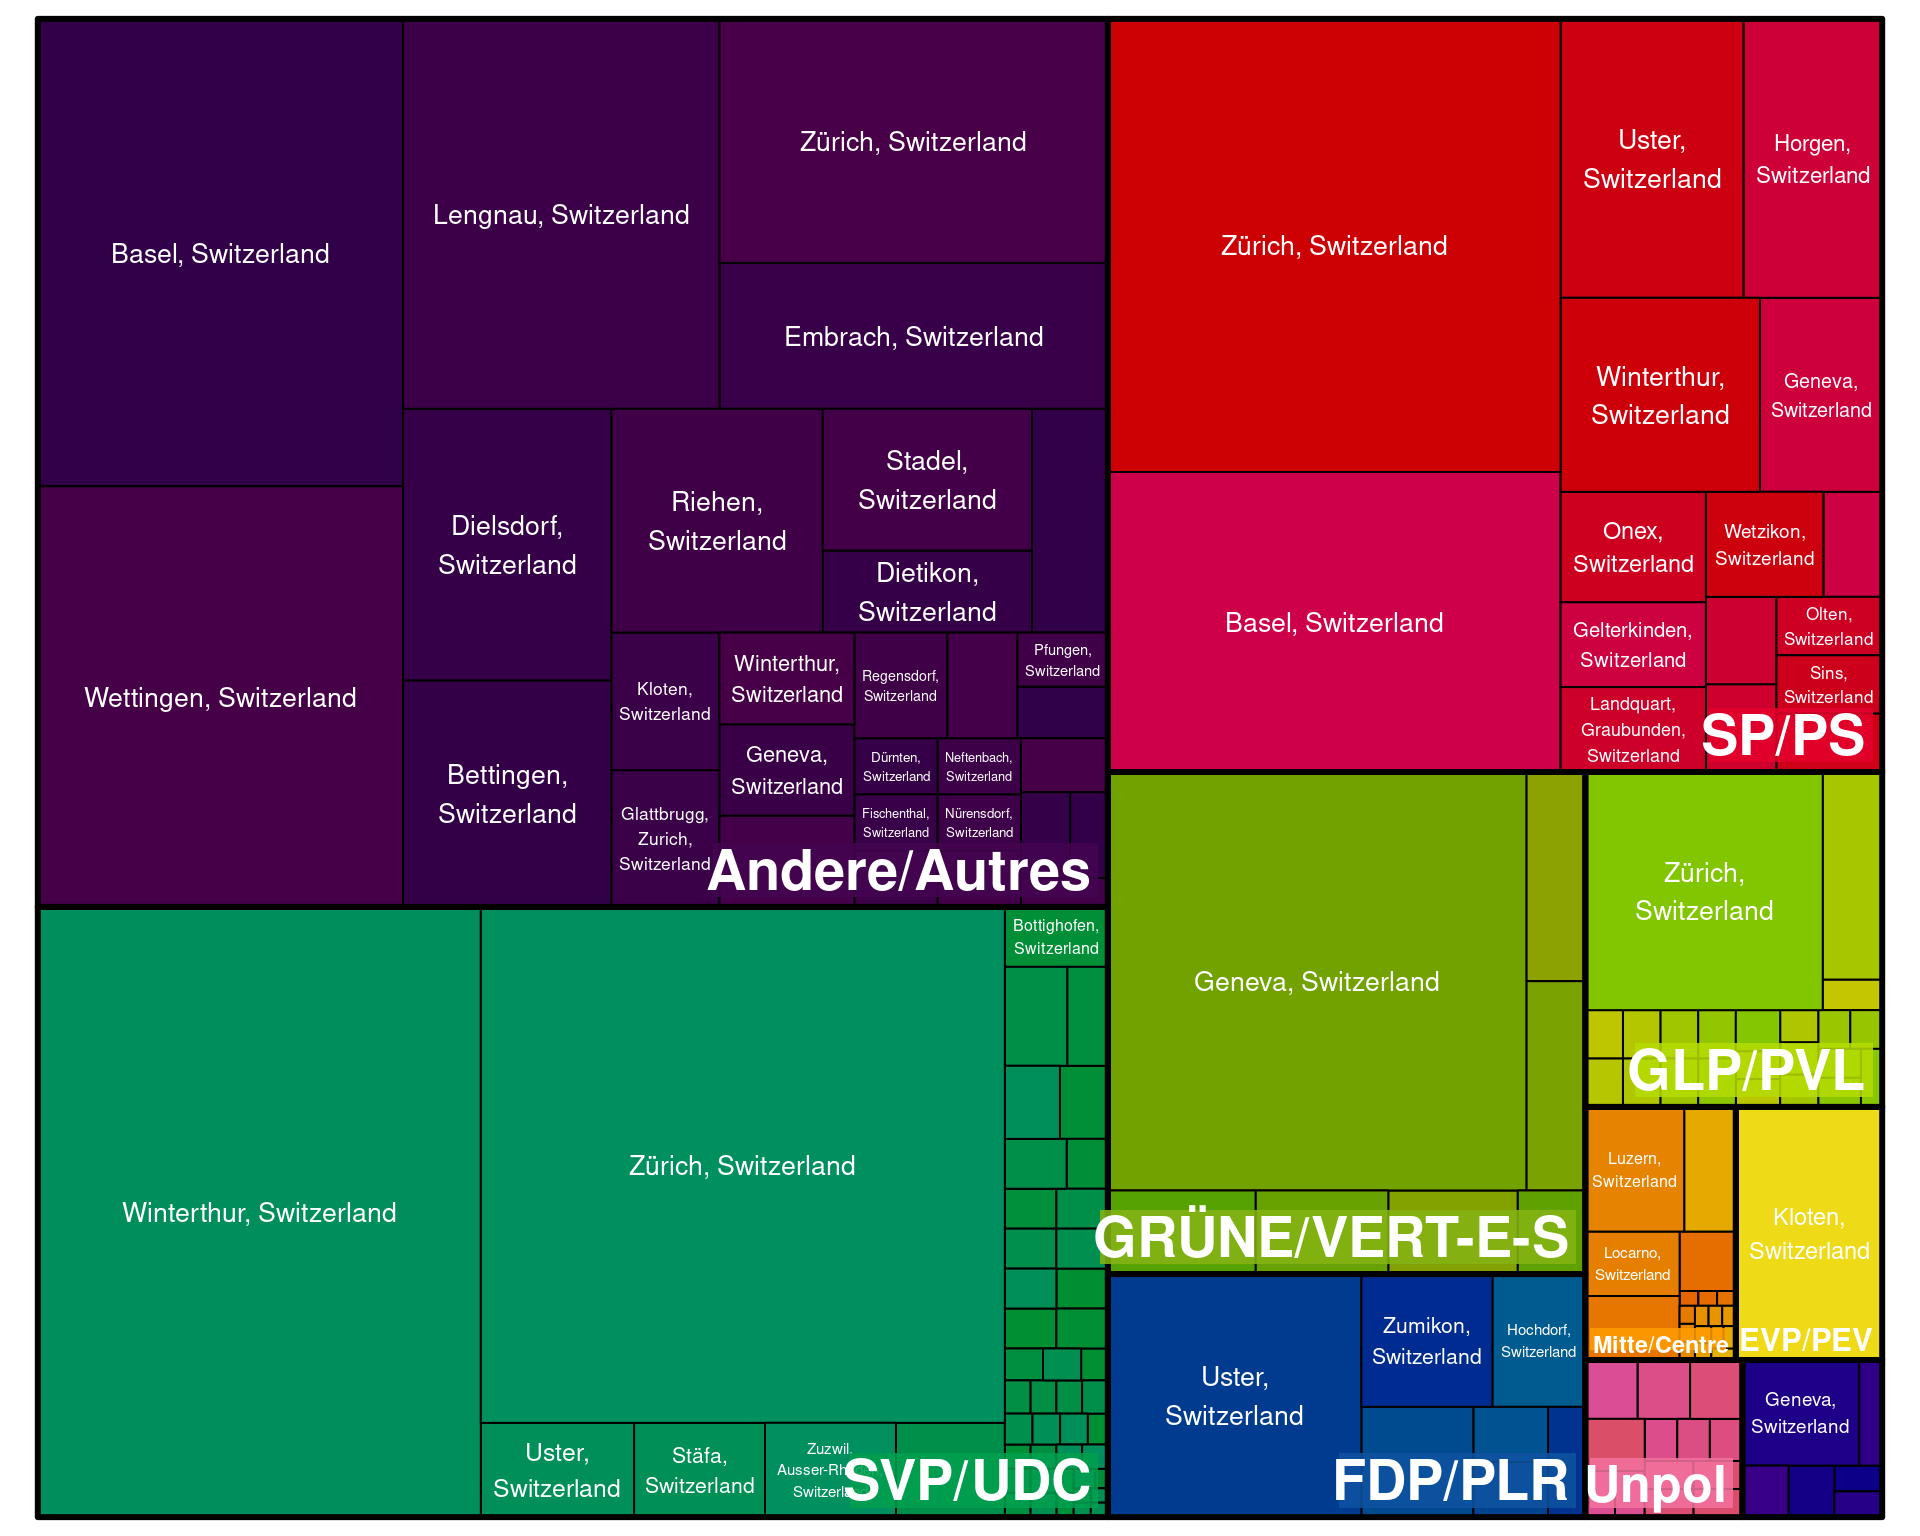 Basel, Switzerland
Lengnau, Switzerland
Zürich, Switzerland
Embrach, Switzerland
Wettingen, Switzerland
Dielsdorf,
Switzerland
Riehen,
Switzerland
Stadel,
Switzerland
Dietikon,
Switzerland
Bettingen,
Switzerland
Kloten,
Switzerland
Winterthur,
Switzerland
Regensdorf,
Switzerland
Pfungen,
Switzerland
Geneva,
Switzerland
Dürnten,
Switzerland
Neftenbach,
Switzerland
Glattbrugg,
Zurich,
Switzerland
Fischenthal,
Switzerland
Nürensdorf,
Switzerland
Andere/Autres
Zürich, Switzerland
Uster,
Switzerland
Horgen,
Switzerland
Winterthur,
Switzerland
Geneva,
Switzerland
Basel, Switzerland
Onex,
Switzerland
Wetzikon,
Switzerland
Gelterkinden,
Switzerland
Olten,
Switzerland
Sins,
Switzerland
Landquart,
Graubunden,
Switzerland
SP/PS
Winterthur, Switzerland
Zürich, Switzerland
Bottighofen,
Switzerland
Uster,
Switzerland
Stäfa,
Switzerland
Zuzwil,
SVP/UDC
Geneva, Switzerland
GRÜNE/VERT-E-S
Zürich,
Switzerland
GLP/PVL
Luzern,
Switzerland
Locarno,
Switzerland
Mitte/Centre
Kloten,
Switzerland
EVP/PEV
Uster,
Switzerland
Zumikon,
Switzerland
Hochdorf,
Switzerland
FDP/PLR
Unpol
Geneva,
Switzerland